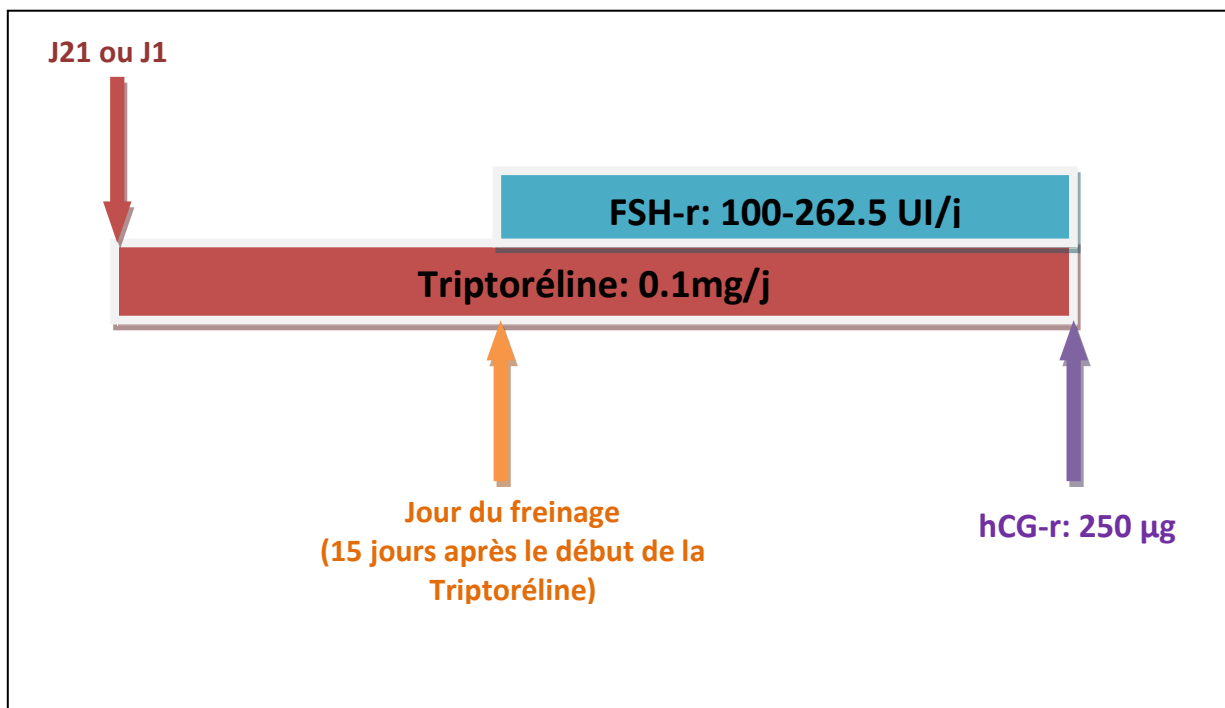 J21 ou J1
FSH-r: 100-262.5 UI/j
Triptoréline: 0.1mg/j
Jour du freinage
(15 jours après le début de la
Triptoréline)
hCG-r: 250 µg